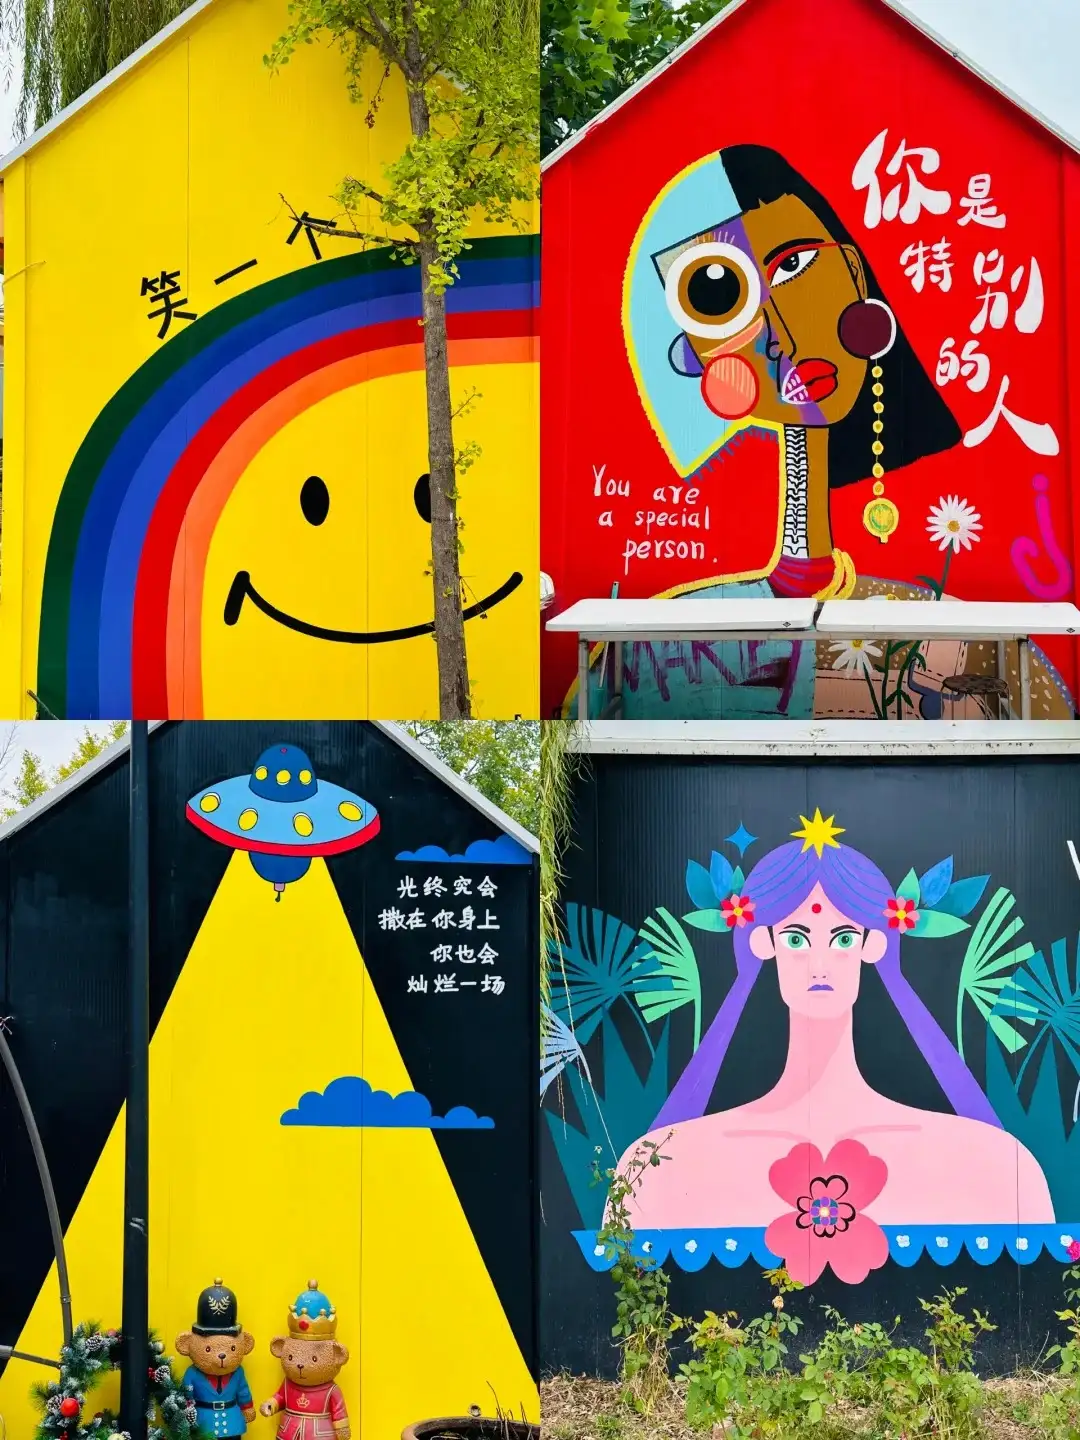 笑一个
你是
特别
的人
You are
a special
person.
光终究会
撒在你身上
你也会
灿烂一场